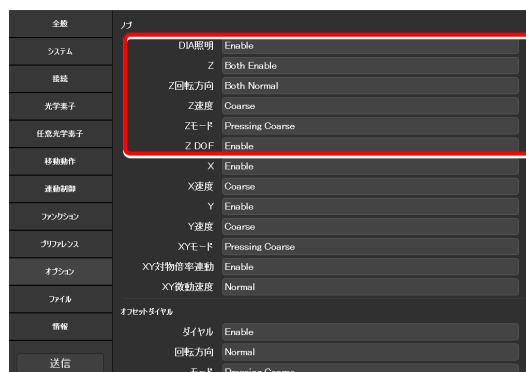 全般
システム
接続
光学素子
任意光学素子
移動動作
連動制御
ファンクション
プリファレンス
オプション
ファイル
情報
送信
ノブ
DIA照明 Enable
Z Both Enable
Z回転方向 Both Normal
Z速度 Coarse
Zモード Pressing Coarse
Z DOF Enable
X Enable
X速度 Coarse
Y Enable
Y速度 Coarse
XYモード Pressing Coarse
XY対物倍率連動 Enable
XY微動速度 Normal
オフセットダイヤル
ダイヤル Enable
回転方向 Normal
モード Pressing Coarse